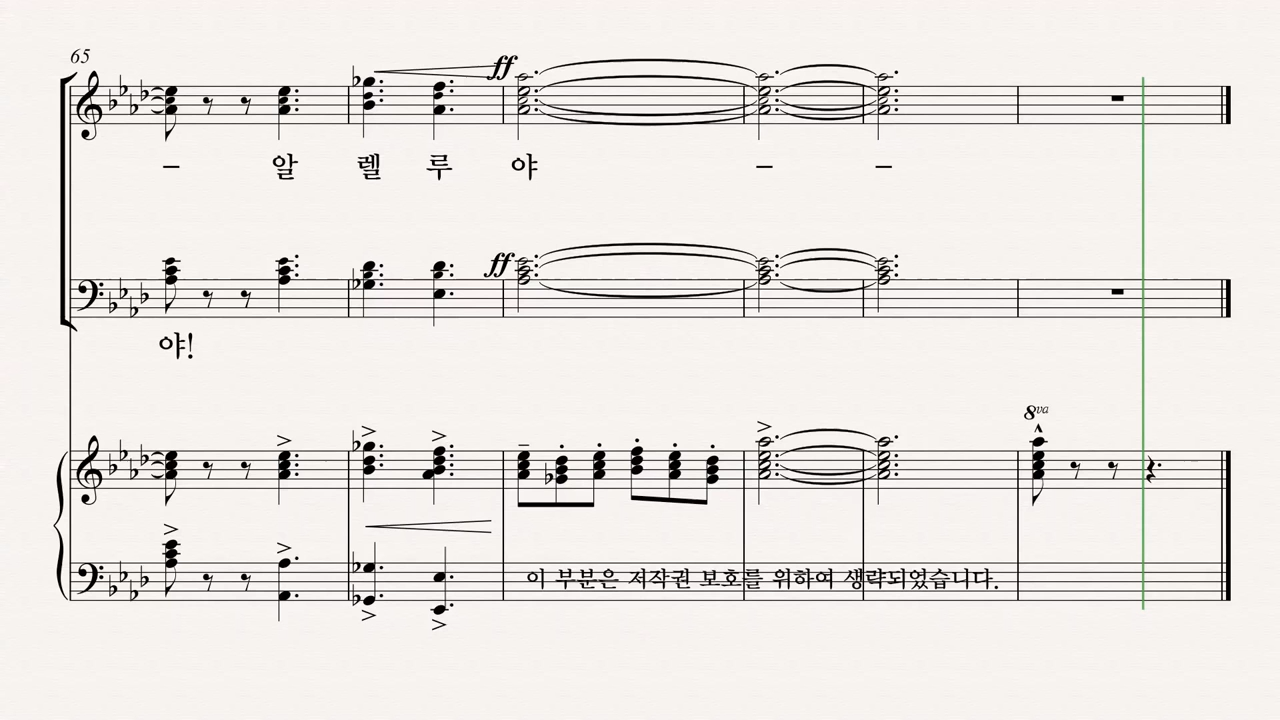 65
ff
– 알 렐 루 야 – –
ff
야!
8va
이 부분은 저작권 보호를 위하여 생략되었습니다.